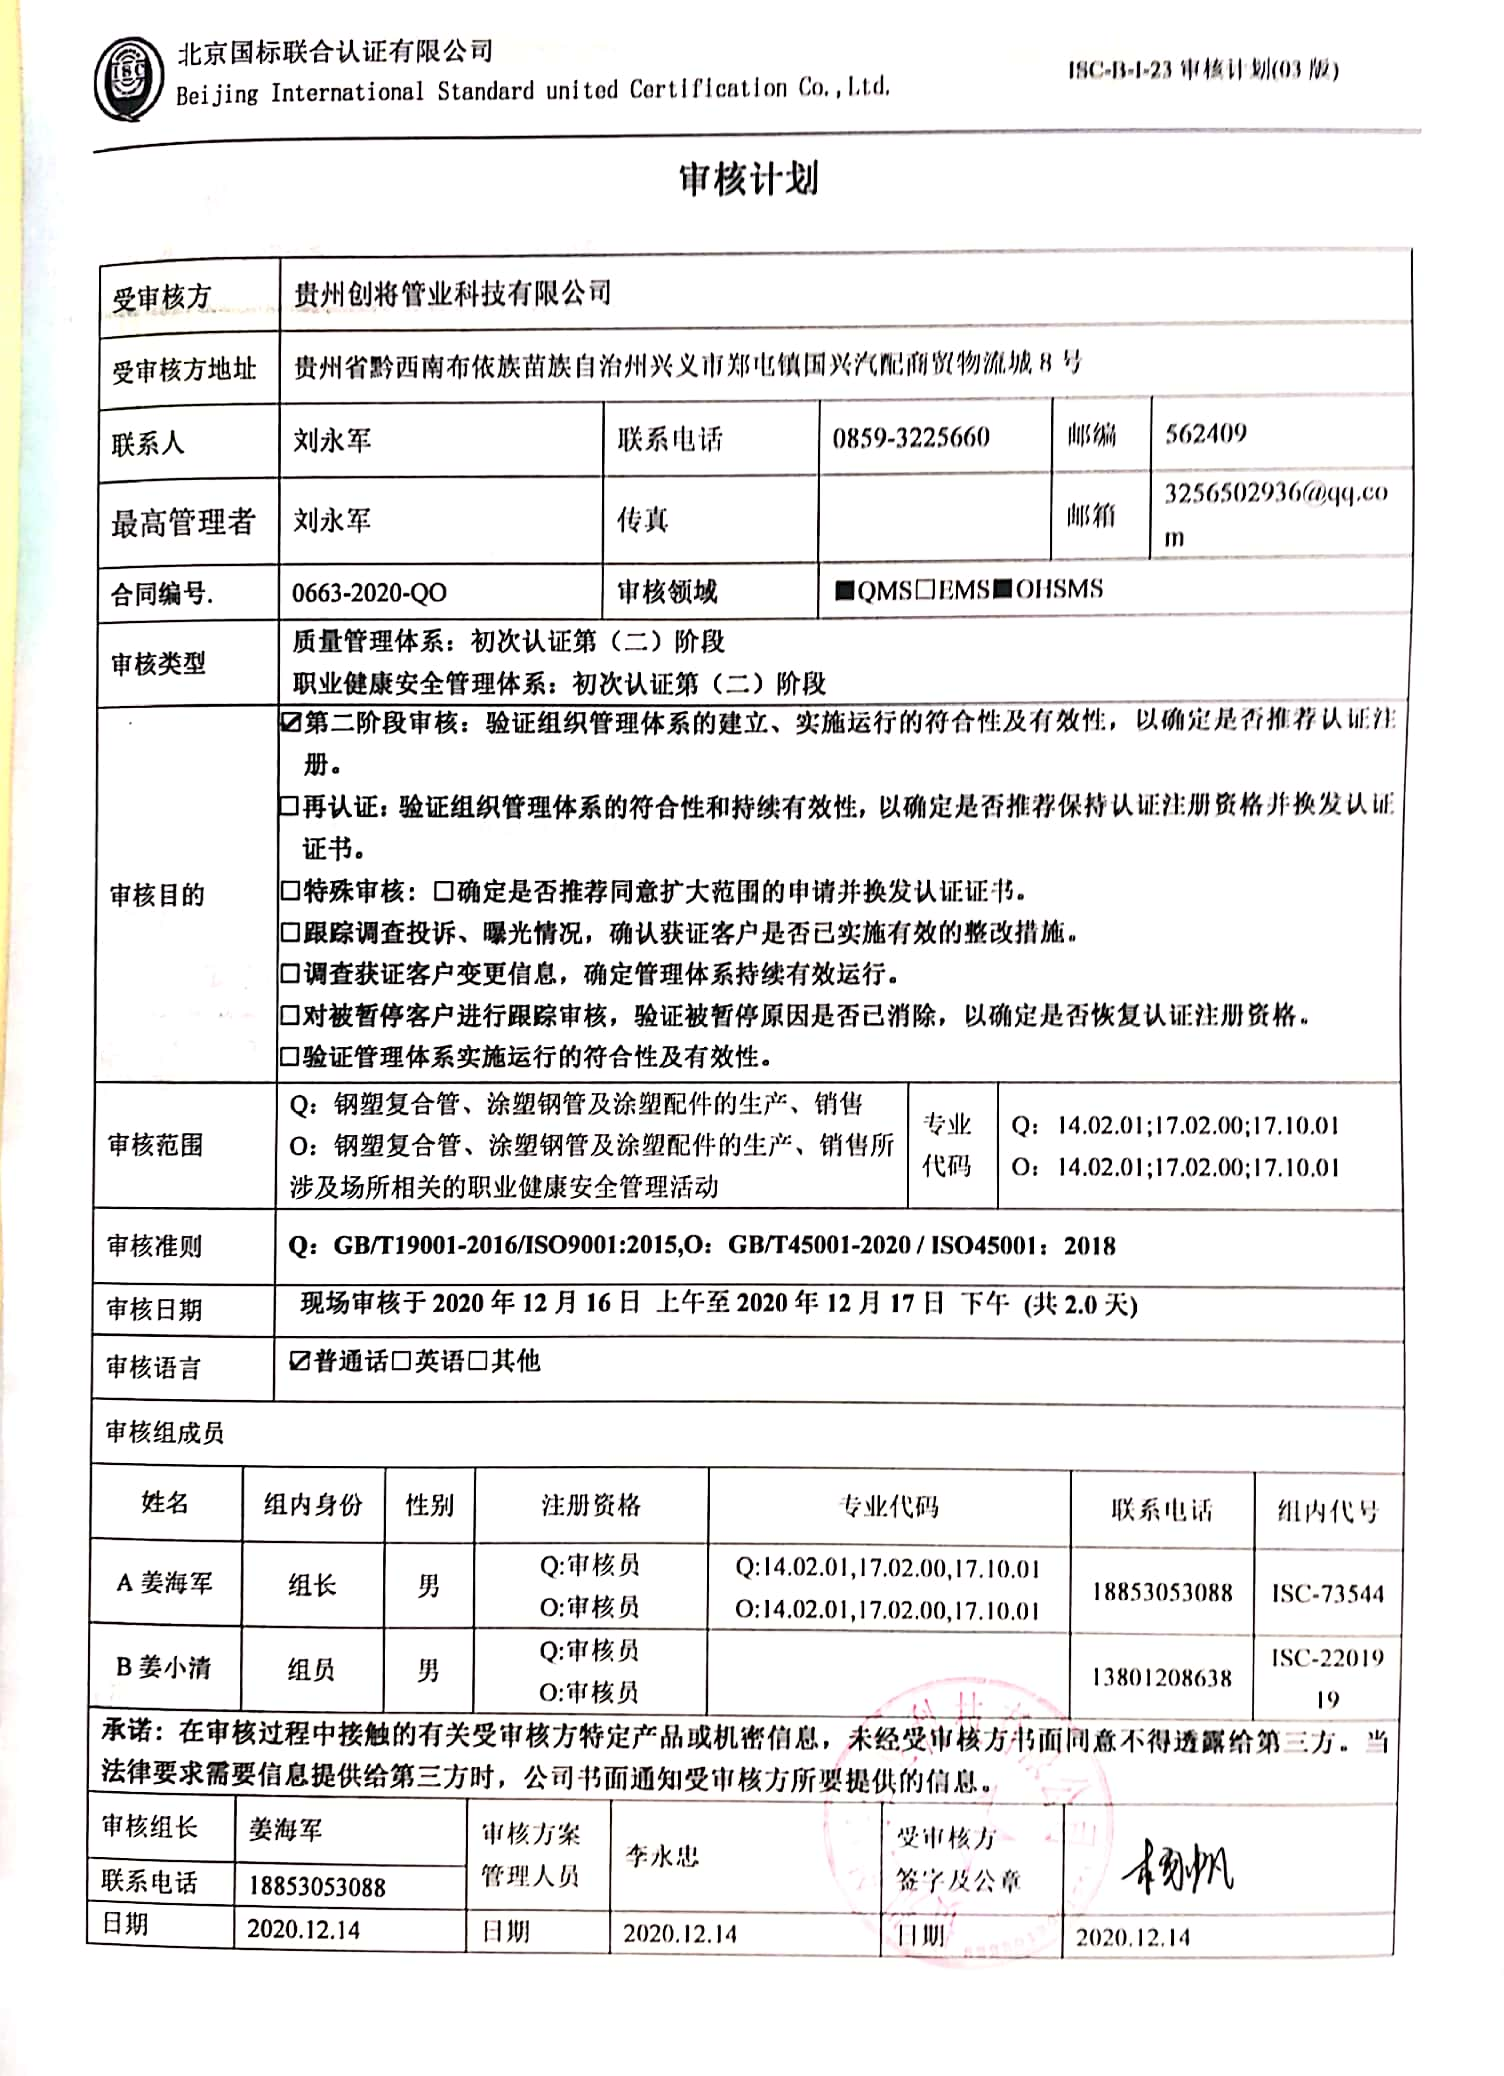 北京国标联合认证有限公司
Beijing International Standard united Certification Co.,Ltd.
ISC-B-I-23 审核计划(03 版)
审核计划
受审核方 贵州创将管业科技有限公司
受审核方地址 贵州省黔西南布依族苗族自治州兴义市郑屯镇国兴汽配商贸物流城 8 号
联系人 刘永军 联系电话 0859-3225660 邮编 562409
最高管理者 刘永军 传真 邮箱 3256502936@qq.co
m
合同编号. 0663-2020-QO 审核领域 ■QMS□EMS■OHSMS
审核类型 质量管理体系：初次认证第（二）阶段
职业健康安全管理体系：初次认证第（二）阶段
审核目的
☑第二阶段审核：验证组织管理体系的建立、实施运行的符合性及有效性，以确定是否推荐认证注
册。
□再认证：验证组织管理体系的符合性和持续有效性，以确定是否推荐保持认证注册资格并换发认证
证书。
□特殊审核：□确定是否推荐同意扩大范围的申请并换发认证证书。
□跟踪调查投诉、曝光情况，确认获证客户是否已实施有效的整改措施。
□调查获证客户变更信息，确定管理体系持续有效运行。
□对被暂停客户进行跟踪审核，验证被暂停原因是否已消除，以确定是否恢复认证注册资格。
□验证管理体系实施运行的符合性及有效性。
审核范围
Q：钢塑复合管、涂塑钢管及涂塑配件的生产、销售
O：钢塑复合管、涂塑钢管及涂塑配件的生产、销售所
涉及场所相关的职业健康安全管理活动
专业
代码
Q：14.02.01;17.02.00;17.10.01
O：14.02.01;17.02.00;17.10.01
审核准则 Q：GB/T19001-2016/ISO9001:2015,O：GB/T45001-2020 / ISO45001：2018
审核日期 现场审核于 2020 年 12 月 16 日 上午至 2020 年 12 月 17 日 下午 (共 2.0 天)
审核语言 ☑普通话□英语□其他
审核组成员
姓名 组内身份 性别 注册资格 专业代码 联系电话 组内代号
A 姜海军 组长 男 Q:审核员 Q:14.02.01,17.02.00,17.10.01 18853053088 ISC-73544
O:审核员 O:14.02.01,17.02.00,17.10.01
B 姜小清 组员 男 Q:审核员 13801208638 ISC-22019
O:审核员 19
承诺：在审核过程中接触的有关受审核方特定产品或机密信息，未经受审核方书面同意不得透露给第三方。当
法律要求需要信息提供给第三方时，公司书面通知受审核方所要提供的信息。
审核组长 姜海军 审核方案
管理人员 李永忠 受审核方
签字及公章 杨帆
联系电话 18853053088
日期 2020.12.14 日期 2020.12.14 日期 2020.12.14